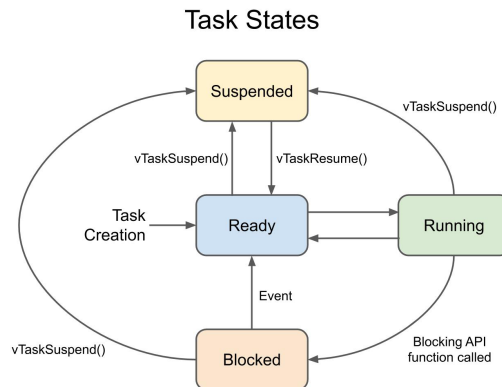 Task States
Suspended
vTaskSuspend()
vTaskSuspend()
vTaskResume()
Task
Creation
Ready
Running
Event
Blocking API
function called
vTaskSuspend()
Blocked